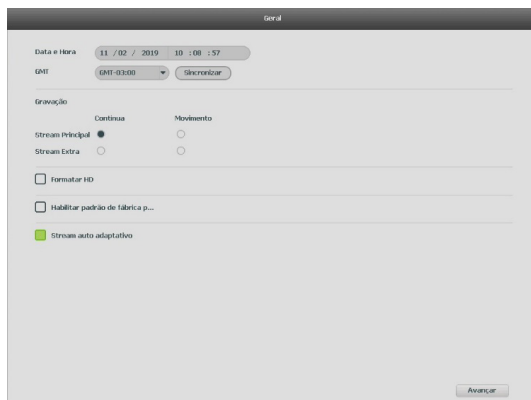 Geral
Data e Hora 11 / 02 / 2019 10 : 08 : 57
GMT GMT-03:00 Sincronizar
Gravação
Contínua Movimento
Stream Principal
Stream Extra
Formatar HD
Habilitar padrão de fábrica p...
Stream auto adaptativo
Avançar